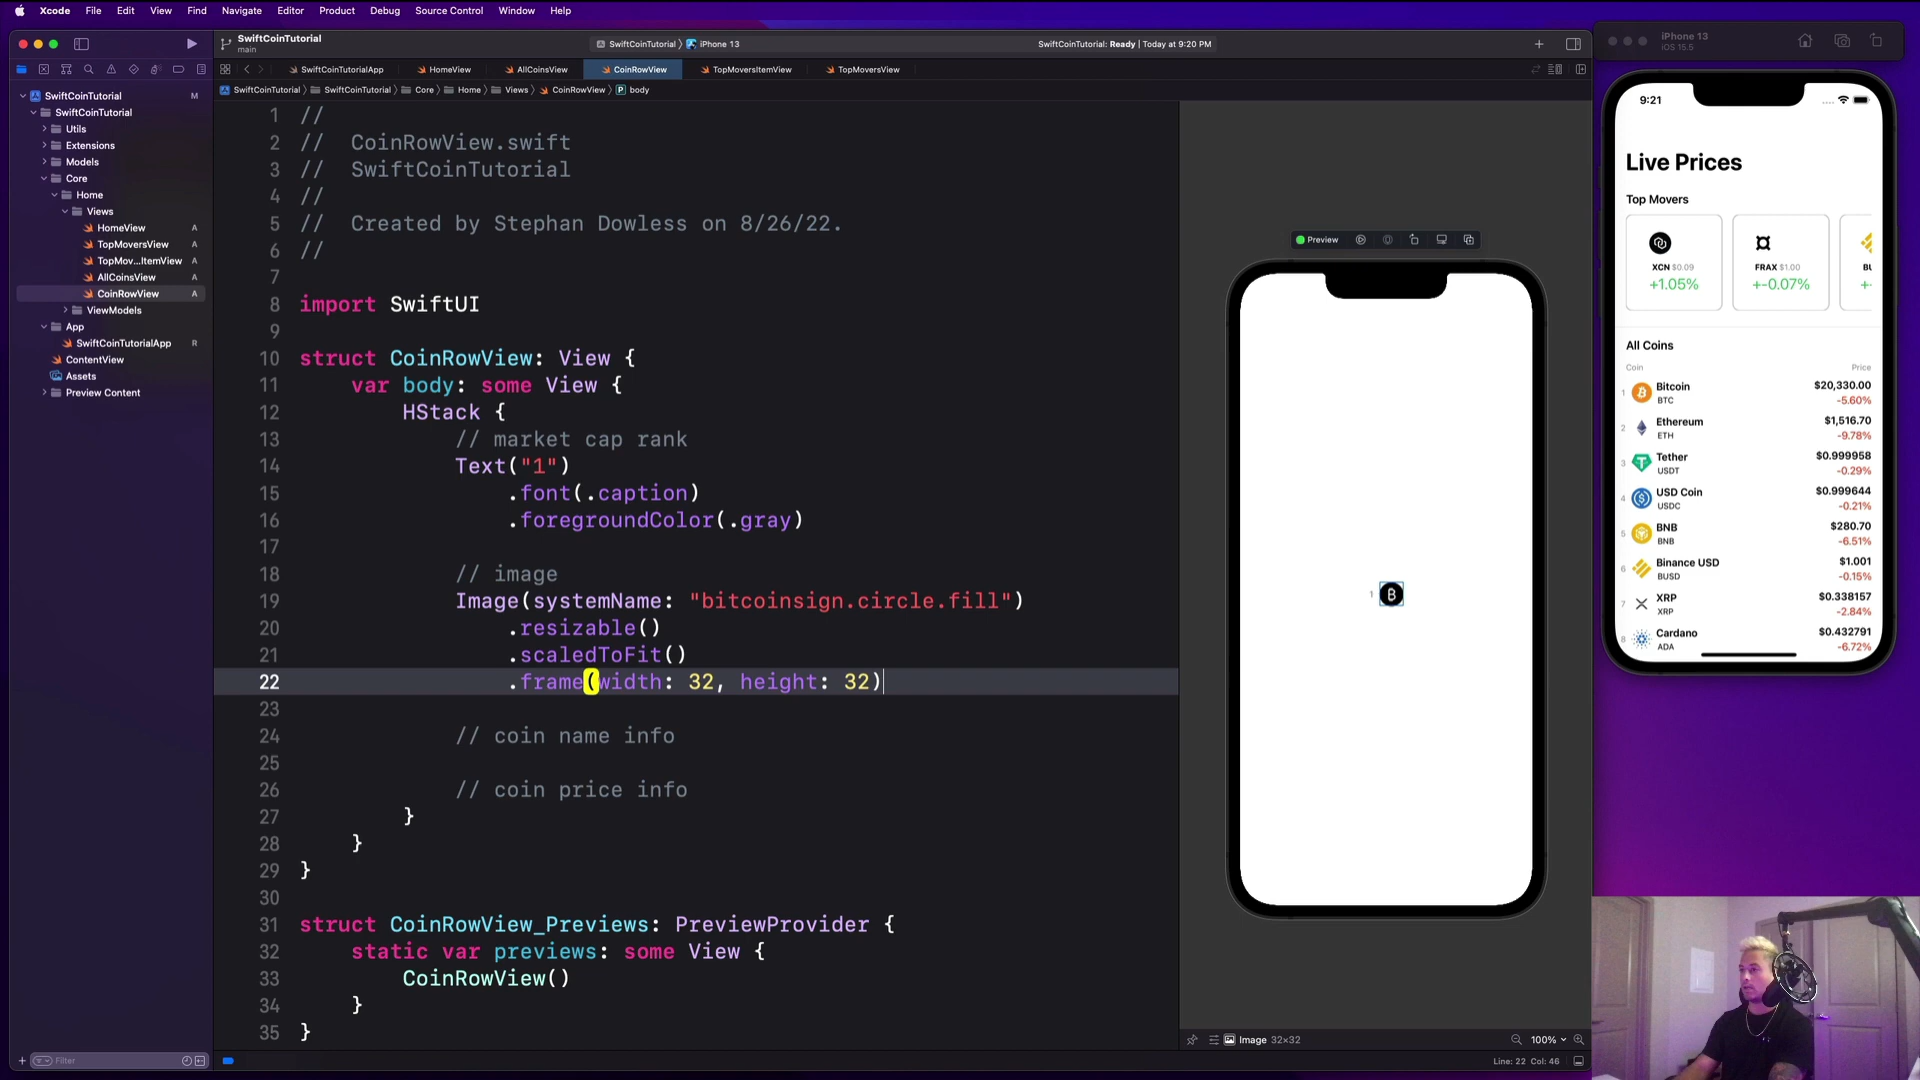 Xcode File Edit View Find Navigate Editor Product Debug Source Control Window Help
SwiftCoinTutorial
main
SwiftCoinTutorial 〉 iPhone 13
SwiftCoinTutorial: Ready | Today at 9:20 PM
SwiftCoinTutorialApp HomeView AllCoinsView CoinRowView TopMoversItemView TopMoversView
SwiftCoinTutorial 〉 SwiftCoinTutorial 〉 Core 〉 Home 〉 Views 〉 CoinRowView 〉 P body
SwiftCoinTutorial M
SwiftCoinTutorial
Utils
Extensions
Models
Core
Home
Views
HomeView A
TopMoversView A
TopMov...ItemView A
AllCoinsView A
CoinRowView A
ViewModels
App
SwiftCoinTutorialApp R
ContentView
Assets
Preview Content
Filter
1 //
2 // CoinRowView.swift
3 // SwiftCoinTutorial
4 //
5 // Created by Stephan Dowless on 8/26/22.
6 //
7
8 import SwiftUI
9
10 struct CoinRowView: View {
11 var body: some View {
12 HStack {
13 // market cap rank
14 Text("1")
15 .font(.caption)
16 .foregroundColor(.gray)
17
18 // image
19 Image(systemName: "bitcoinsign.circle.fill")
20 .resizable()
21 .scaledToFit()
22 .frame(width: 32, height: 32)
23
24 // coin name info
25
26 // coin price info
27 }
28 }
29 }
30
31 struct CoinRowView_Previews: PreviewProvider {
32 static var previews: some View {
33 CoinRowView()
34 }
35 }
Preview
1
Image 32×32
100%
Line: 22 Col: 46
iPhone 13
iOS 15.5
9:21
Live Prices
Top Movers
XCN $0.09
+1.05%
FRAX $1.00
+-0.07%
BU
+-
All Coins
Coin Price
1 Bitcoin $20,330.00
BTC -5.60%
2 Ethereum $1,516.70
ETH -9.78%
3 Tether $0.999958
USDT -0.29%
4 USD Coin $0.999644
USDC -0.21%
5 BNB $280.70
BNB -6.51%
6 Binance USD $1.001
BUSD -0.15%
7 XRP $0.338157
XRP -2.84%
8 Cardano $0.432791
ADA -6.72%